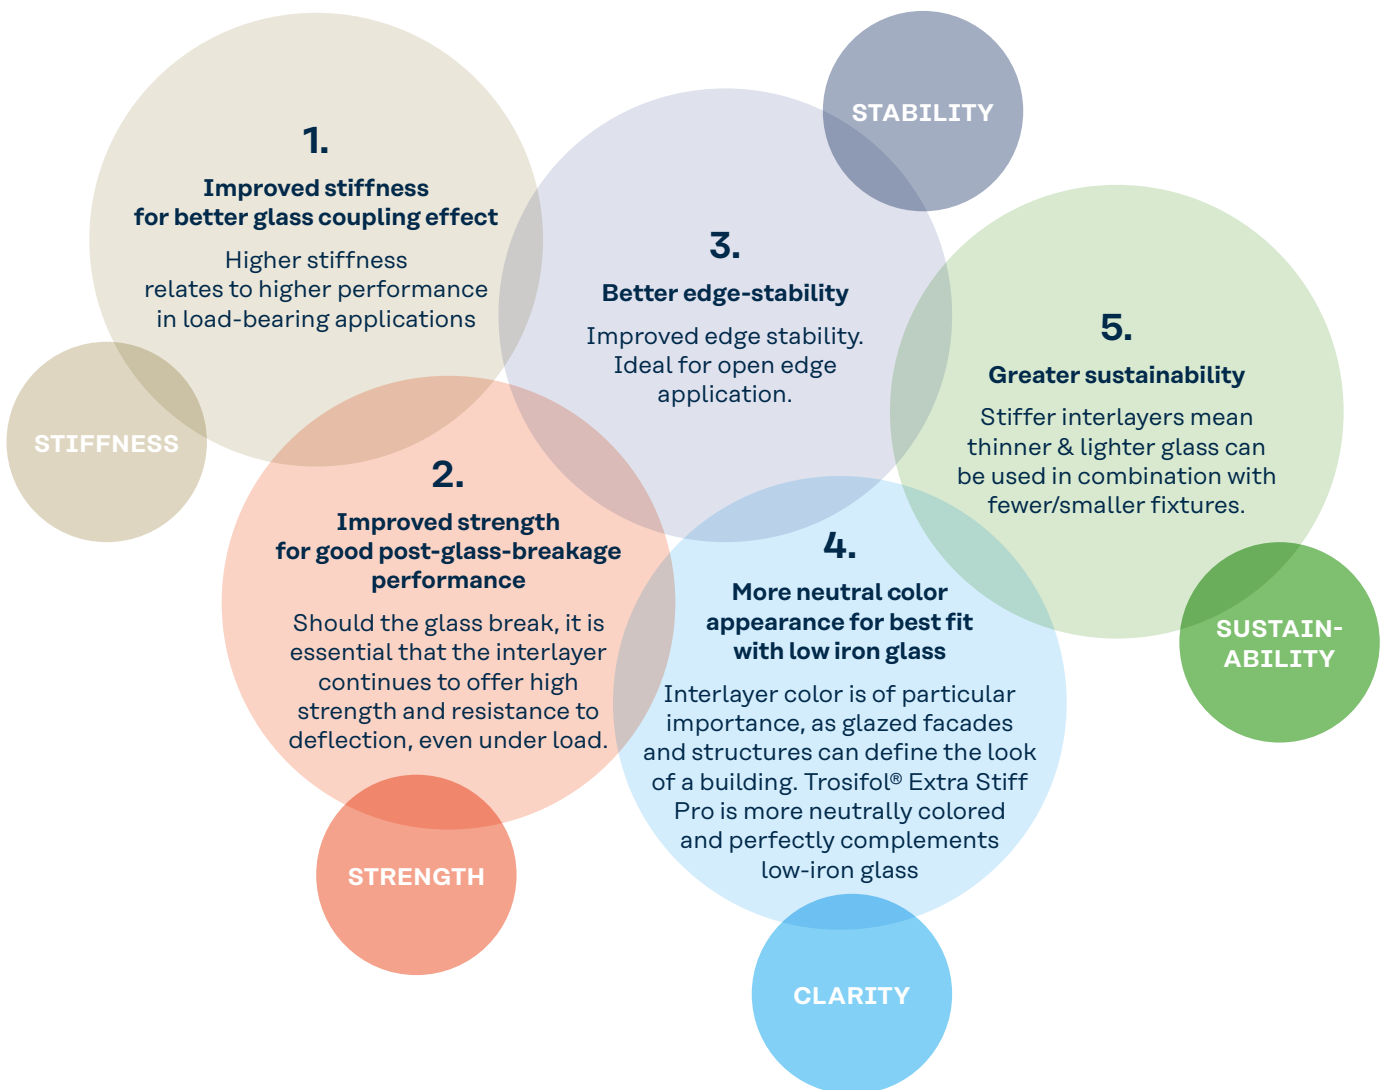 1.
Improved stiffness
for better glass coupling effect
Higher stiffness
relates to higher performance
in load-bearing applications
STIFFNESS
2.
Improved strength
for good post-glass-breakage
performance
Should the glass break, it is
essential that the interlayer
continues to offer high
strength and resistance to
deflection, even under load.
STRENGTH
3.
Better edge-stability
Improved edge stability.
Ideal for open edge
application.
STABILITY
4.
More neutral color
appearance for best fit
with low iron glass
Interlayer color is of particular
importance, as glazed facades
and structures can define the look
of a building. Trosifol® Extra Stiff
Pro is more neutrally colored
and perfectly complements
low-iron glass
CLARITY
5.
Greater sustainability
Stiffer interlayers mean
thinner & lighter glass can
be used in combination with
fewer/smaller fixtures.
SUSTAIN-
ABILITY